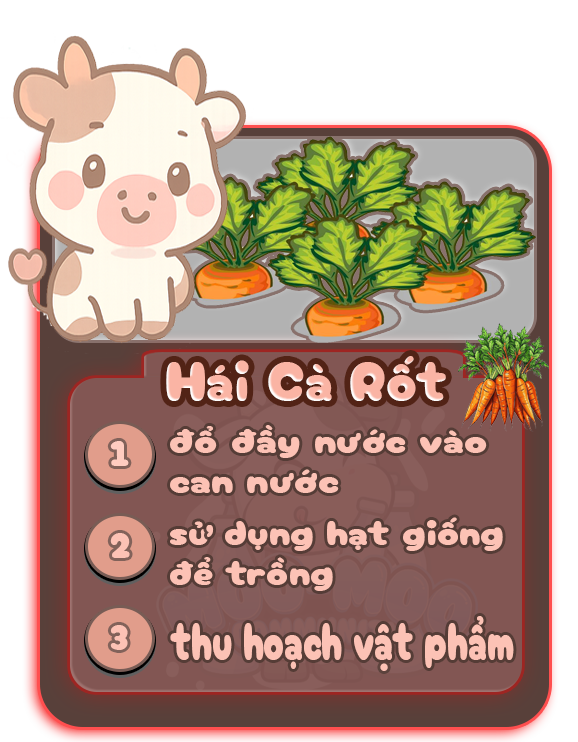 Hái Cà Rốt
1
đổ đầy nước vào
can nước
2
sử dụng hạt giống
để trồng
3
thu hoạch vật phẩm